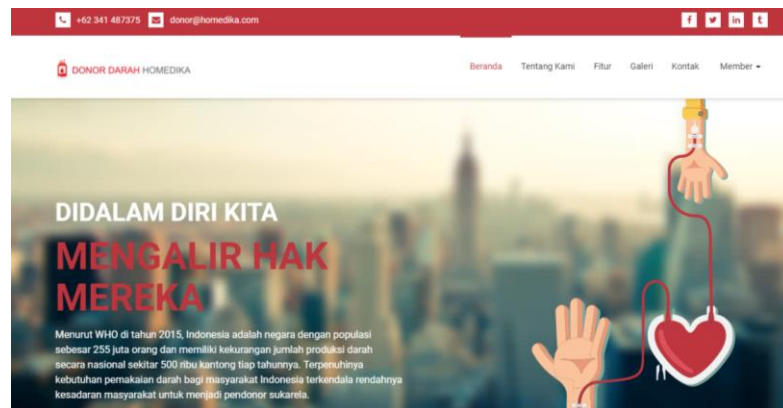 +62 341 487375 donor@homedika.com
DONOR DARAH HOMEDIKA
Beranda Tentang Kami Fitur Galeri Kontak Member
DIDALAM DIRI KITA
MENGALIR HAK
MEREKA
Menurut WHO di tahun 2015, Indonesia adalah negara dengan populasi
sebesar 255 juta orang dan memiliki kekurangan jumlah produksi darah
secara nasional sekitar 500 ribu kantong tiap tahunnya. Terpenuhinya
kebutuhan pemakaian darah bagi masyarakat Indonesia terkendala rendahnya
kesadaran masyarakat untuk menjadi pendonor sukarela.